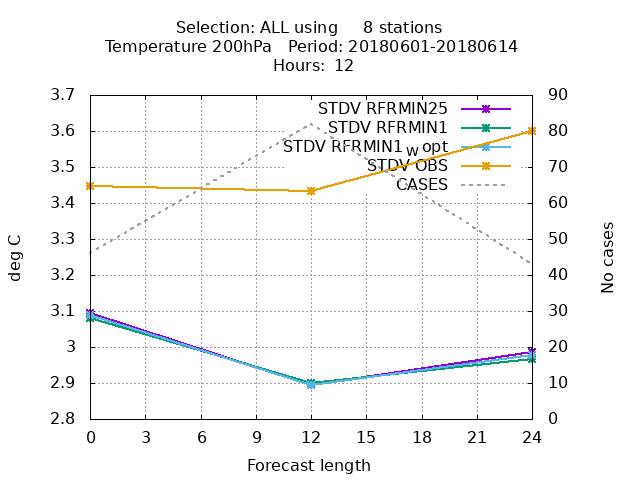 Selection: ALL using 8 stations
Temperature 200hPa Period: 20180601-20180614
Hours: 12
3.7
3.6
3.5
3.4
3.3
3.2
3.1
3
2.9
2.8
deg C
STDV RFRMIN25
STDV RFRMIN1
STDV RFRMIN1 W opt
STDV OBS
CASES
90
80
70
60
50
40
30
20
10
0
No cases
0 3 6 9 12 15 18 21 24
Forecast length